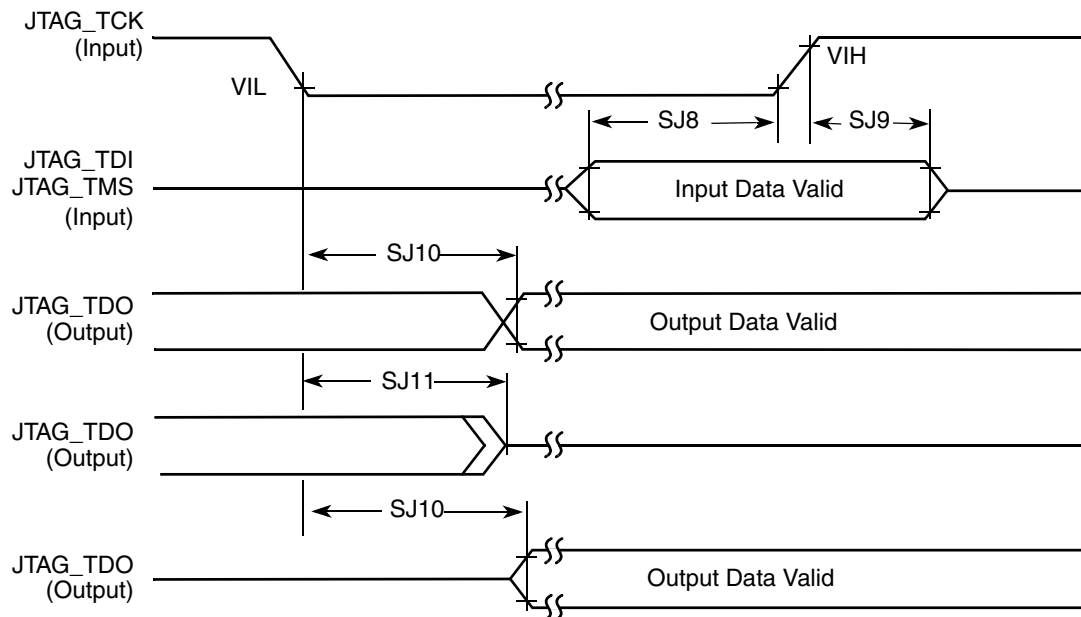 JTAG_TCK
(Input)
VIH
VIL
SJ8
SJ9
JTAG_TDI
JTAG_TMS
(Input)
Input Data Valid
SJ10
JTAG_TDO
(Output)
Output Data Valid
SJ11
JTAG_TDO
(Output)
SJ10
JTAG_TDO
(Output)
Output Data Valid